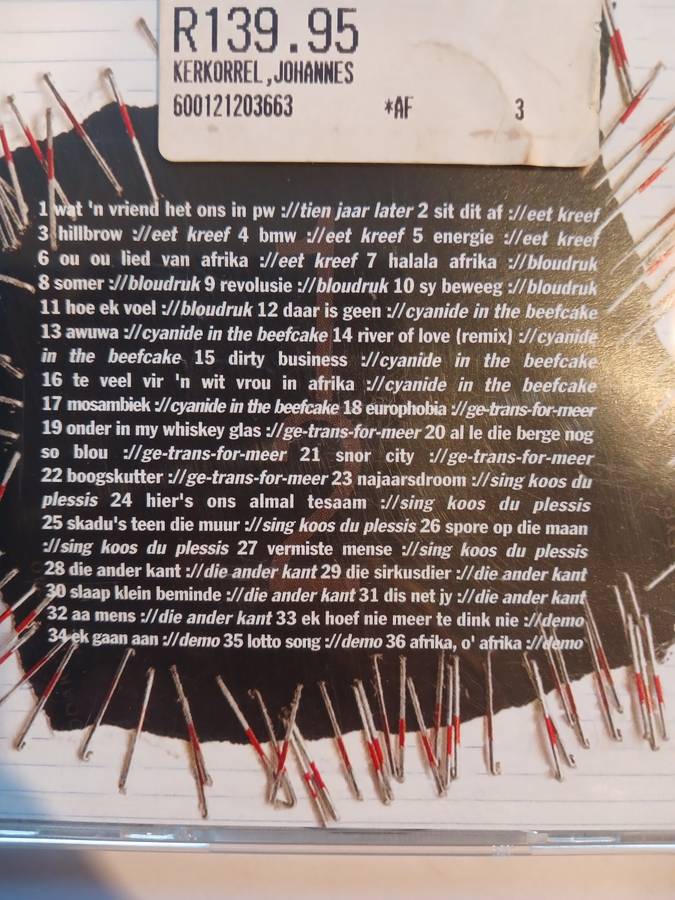 R139.95
KERKORREL,JOHANNES
600121203663 *AF 3
1 wat 'n vriend het ons in pw ://tien jaar later 2 sit dit af ://eet kreef
3 hillbrow ://eet kreef 4 bmw ://eet kreef 5 energie ://eet kreef
6 ou ou lied van afrika ://eet kreef 7 halala afrika ://bloudruk
8 somer ://bloudruk 9 revolusie ://bloudruk 10 sy beweeg ://bloudruk
11 hoe ek voel ://bloudruk 12 daar is geen ://cyanide in the beefcake
13 awuwa ://cyanide in the beefcake 14 river of love (remix) ://cyanide
in the beefcake 15 dirty business ://cyanide in the beefcake
16 te veel vir 'n wit vrou in afrika ://cyanide in the beefcake
17 mosambiek ://cyanide in the beefcake 18 europhobia ://ge-trans-for-meer
19 onder in my whiskey glas ://ge-trans-for-meer 20 al le die berge nog
so blou ://ge-trans-for-meer 21 snor city ://ge-trans-for-meer
22 boogskutter ://ge-trans-for-meer 23 najaarsdroom ://sing koos du
plessis 24 hier's ons almal tesaam ://sing koos du plessis
25 skadu's teen die muur ://sing koos du plessis 26 spore op die maan
://sing koos du plessis 27 vermiste mense ://sing koos du plessis
28 die ander kant ://die ander kant 29 die sirkusdier ://die ander kant
30 slaap klein beminde ://die ander kant 31 dis net jy ://die ander kant
32 aa mens ://die ander kant 33 ek hoef nie meer te dink nie ://demo
34 ek gaan aan ://demo 35 lotto song ://demo 36 afrika, o' afrika ://demo